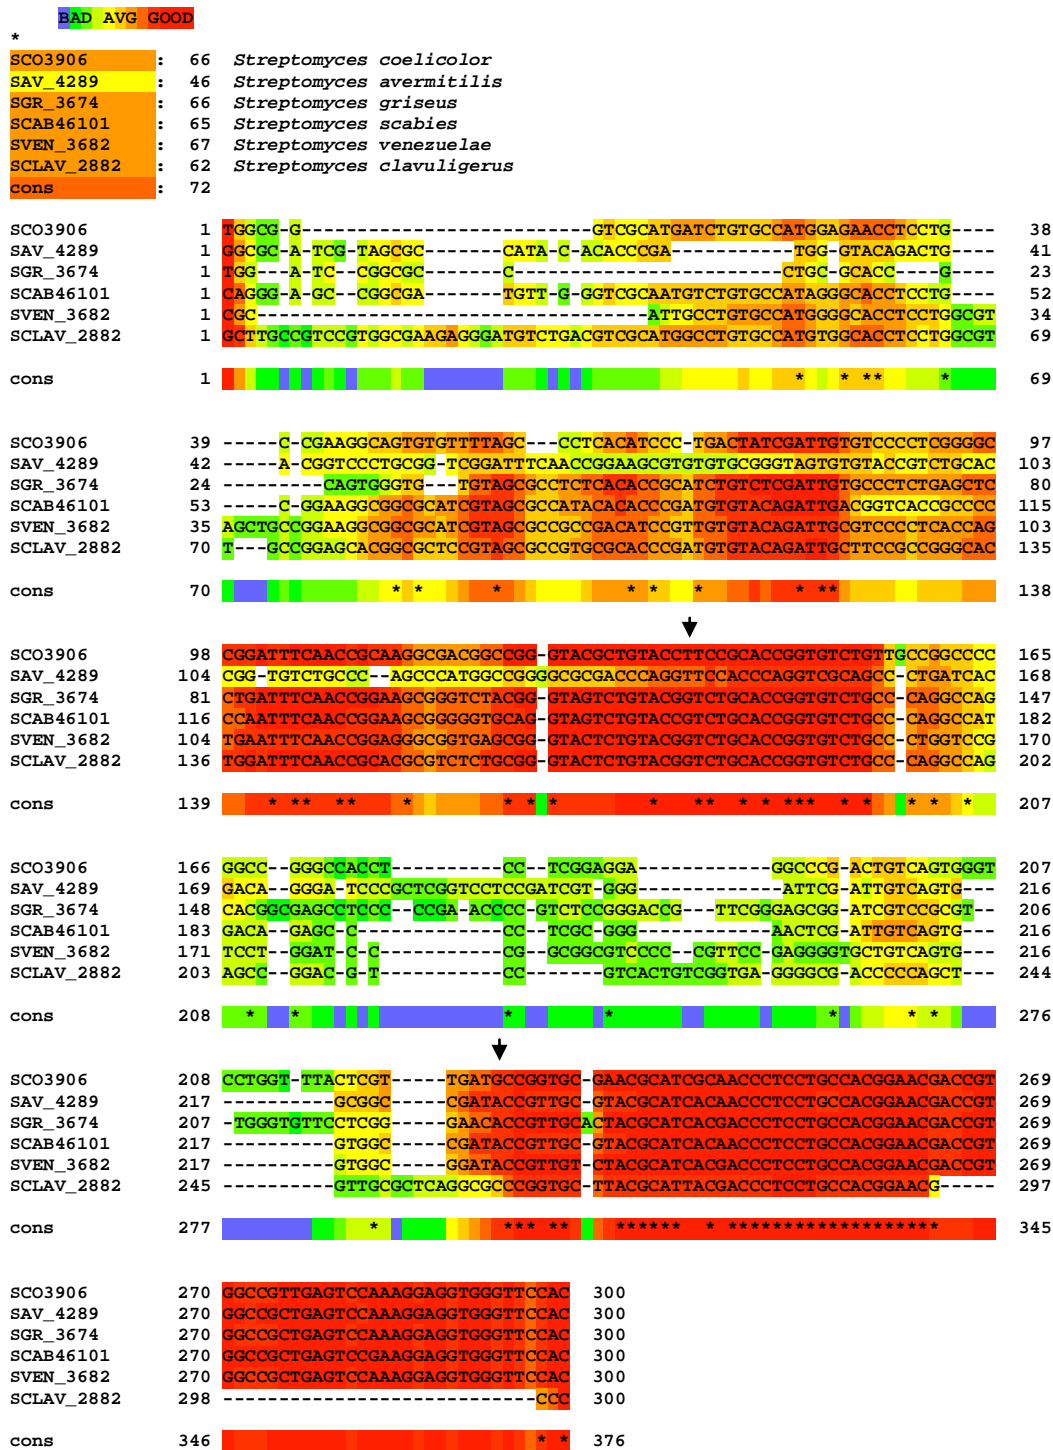 BAD AVG GOOD
*
SCO3906 : 66 Streptomyces coelicolor
SAV_4289 : 46 Streptomyces avermitilis
SGR_3674 : 66 Streptomyces griseus
SCAB46101 : 65 Streptomyces scabies
SVEN_3682 : 67 Streptomyces venezuelae
SCLAV_2882 : 62 Streptomyces clavuligerus
cons : 72
SCO3906 1 TGGCG-G--------------------------GTCGCATGATCTGTGCCATGGAGAACCTCCTG---- 38
SAV_4289 1 GGCGC-A-TCG-TAGCGC-------CATA-C-ACACCCGA-----------TGG-GTACAGACTG---- 41
SGR_3674 1 TGG--A-TC--CGGCGC-------C------------------------CTGC-GCACC---G---- 23
SCAB46101 1 CAGGG-A-GC--CGGCGA-------TGTT-G-GGTCGCAATGTCTGTGCCATAGGGCACCTCCTG---- 52
SVEN_3682 1 CGC-----------------------------------ATTGCCTGTGCCATGGGGCACCTCCTGGCGT 34
SCLAV_2882 1 GCTTGCCGTCCGTGGCGAAGAGGGATGTCTGACGTCGCATGGCCTGTGCCATGTGGCACCTCCTGGCGT 69
cons 1 * * ** * 69
SCO3906 39 -----C-CGAAGGCAGTGTGTTTTAGC---CCTCACATCCC-TGACTATCGATTGTGTCCCCTCGGGGC 97
SAV_4289 42 -----A-CGGTCCCTGCGG-TCGGATTTCAACCGGAAGCGTGTGTGCGGGTAGTGTGTACCGTCTGCAC 103
SGR_3674 24 ---------CAGTGGGTG---TGTAGCGCCTCTCACACCGCATCTGTCTCGATTGTGCCCTCTGAGCTC 80
SCAB46101 53 -----C-GGAAGGCGGCGCATCGTAGCGCCATACACACCCGATGTGTACAGATTGACGGTCACCGCCCC 115
SVEN_3682 35 AGCTGCCGGAAGGCGGCGCATCGTAGCGCCGCCGACATCCGTTGTGTACAGATTGCGTCCCCTCACCAG 103
SCLAV_2882 70 T---GCCGGAGCACGGCGCTCCGTAGCGCCGTGCGCACCCGATGTGTACAGATTGCTTCCGCCGGGCAC 135
cons 70 * * * * * * * ** 138
SCO3906 98 CGGATTTCAACCGCAAGGCGACGGCCGG-GTACGCTGTACCTTCCGCACCGGTGTCTGTTGCCGGCCCC 165
SAV_4289 104 CGG-TGTCTGCCC--AGCCCATGGCCGGGGCGCGACCCAGGTTCCACCCAGGTCGCAGCC-CTGATCAC 168
SGR_3674 81 CTGATTTCAACCGGAAGCGGGTCTACGG-GTAGTCTGTACGGTCTGCACCGGTGTCTGCC-CAGGCCAG 147
SCAB46101 116 CCAATTTCAACCGGAAGCGGGGGTGCAG-GTAGTCTGTACCGTCTGCACCGGTGTCTGCC-CAGGCCAT 182
SVEN_3682 104 TGAATTTCAACCGGAGGGCGGTGAGCGG-GTACTCTGTACGGTCTGCACCGGTGTCTGCC-CTGGTCCG 170
SCLAV_2882 136 TGGATTTCAACCGCACGCGTCTCTGCGG-GTACTCTGTACGGTCTGCACCGGTGTCTGCC-CAGGCCAG 202
cons 139 * ** ** * * * * * ** * * *** * * * * * 207
SCO3906 166 GGCC--GGGCCACCT----------CC--TCGGAGGA------------GGCCCG-ACTGTCAGTGGGT 207
SAV_4289 169 GACA--GGGA-TCCCGCTCGGTCCTCCGATCGT-GGG-------------ATTCG-ATTGTCAGTG--- 216
SGR_3674 148 CACGGCGAGCCTCCC--CCGA-ACCCC-GTCTCCGGGACCG---TTCGGGAGCGG-ATCGTCCGCGT-- 206
SCAB46101 183 GACA--GAGC-C-------------CC--TCGC-GGG------------AACTCG-ATTGTCAGTG--- 216
SVEN_3682 171 TCCT--GGAT-C-C-----------CG--GCGGCGTCCCC--CGTTCC-GAGGGGTGCTGTCAGTG--- 216
SCLAV_2882 203 AGCC--GGAC-G-T-----------CC-------GTCACTGTCGGTGA-GGGGCG-ACCCCCAGCT--- 244
cons 208 * * * * * * * 276
SCO3906 208 CCTGGT-TTACTCGT-----TGATGCCGGTGC-GAACGCATCGCAACCCTCCTGCCACGGAACGACCGT 269
SAV_4289 217 ----------GCGGC-----CGATACCGTTGC-GTACGCATCACAACCCTCCTGCCACGGAACGACCGT 269
SGR_3674 207 -TGGGTGTTCCTCGG-----GAACACCGTTGCACTACGCATCACGACCCTCCTGCCACGGAACGACCGT 269
SCAB46101 217 ----------GTGGC-----CGATACCGTTGC-GTACGCATCACAACCCTCCTGCCACGGAACGACCGT 269
SVEN_3682 217 ----------GTGGC-----GGATACCGTTGT-CTACGCATCACGACCCTCCTGCCACGGAACGACCGT 269
SCLAV_2882 245 ----------GTTGCGCTCAGGCGCCCGGTGC-TTACGCATTACGACCCTCCTGCCACGGAACG----- 297
cons 277 * *** ** ****** * ******************* 345
SCO3906 270 GGCCGTTGAGTCCAAAGGAGGTGGGTTCCAC 300
SAV_4289 270 GGCCGCTGAGTCCAAAGGAGGTGGGTTCCAC 300
SGR_3674 270 GGCCGCTGAGTCCAAAGGAGGTGGGTTCCAC 300
SCAB46101 270 GGCCGCTGAGTCCGAAGGAGGTGGGTTCCAC 300
SVEN_3682 270 GGCCGCTGAGTCCAAAGGAGGTGGGTTCCAC 300
SCLAV_2882 298 ----------------------------CCC 300
cons 346 * * 376